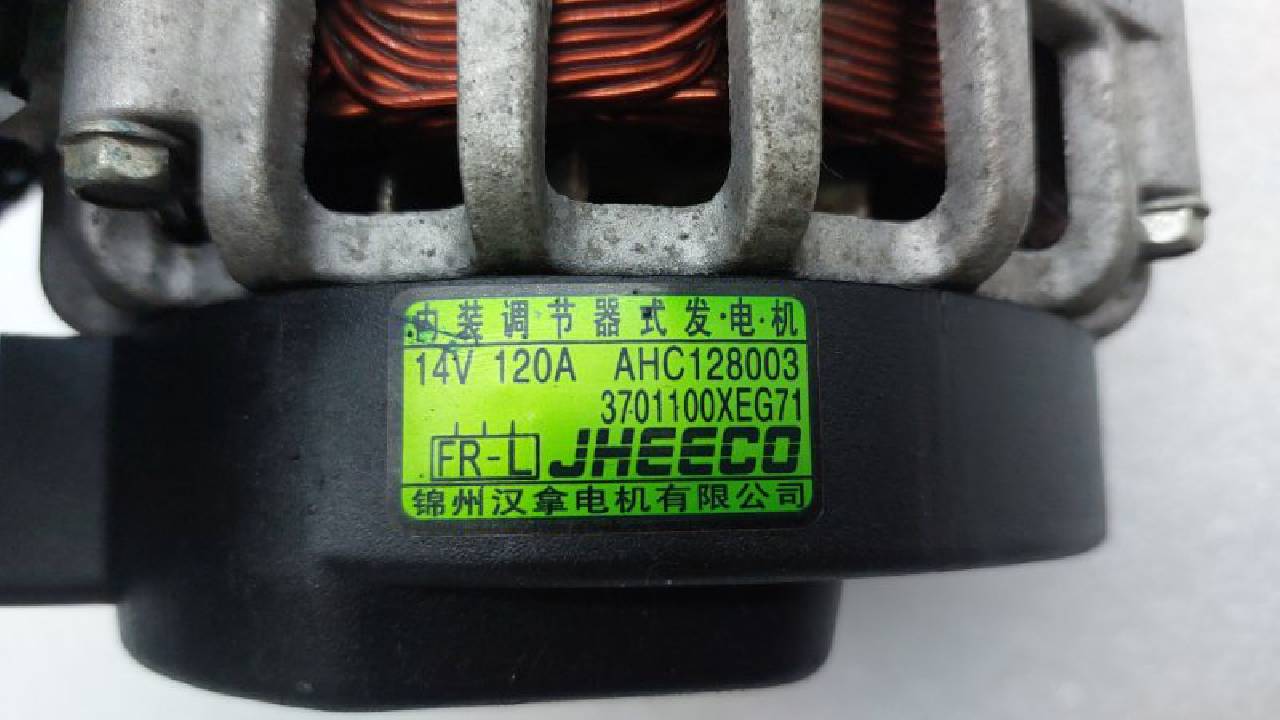 内装调节器式发·电·机
14V 120A AHC128003
3701100XEG71
FR-L JHEECO
锦州汉拿电机有限公司